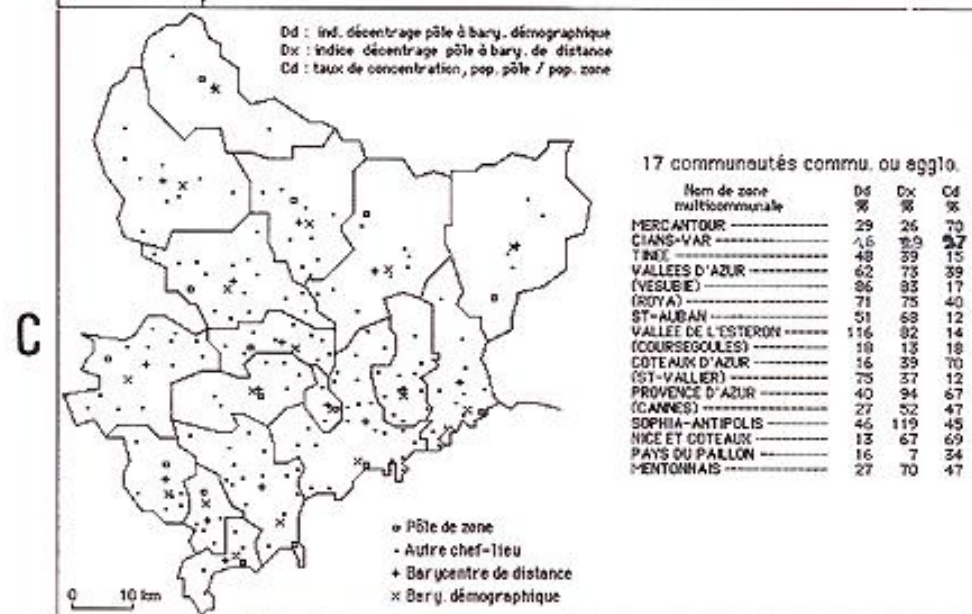 Dd : ind. décentrage pôle à bary. démographique
Dx : indice décentrage pôle à bary. de distance
Cd : taux de concentration, pop. pôle / pop. zone
C
17 communautés commu. ou agglo.
Nom de zone multicommunale Dd % Dx % Cd %
MERCANTOUR 29 26 70
CIANS-VAR
TINEE 48 39 15
VALLEES D'AZUR 62 73 39
(VESUBIE) 86 83 17
(ROYA) 71 75 40
ST-AUBAN 51 68 12
VALLEE DE L'ESTERON 116 82 14
(COURSEGOULES) 18 13 18
COTEAUX D'AZUR 16 39 70
(ST-VALLIER) 75 37 12
PROVENCE D'AZUR 40 94 67
(CANNES) 27 52 47
SOPHIA-ANTIPOLIS 46 119 45
NICE ET COTEAUX 13 67 69
PAYS DU PAILLON 16 7 34
MENTONNAIS 27 70 47
Pôle de zone
Autre chef-lieu
+ Barycentre de distance
× Bary. démographique
0 10 km